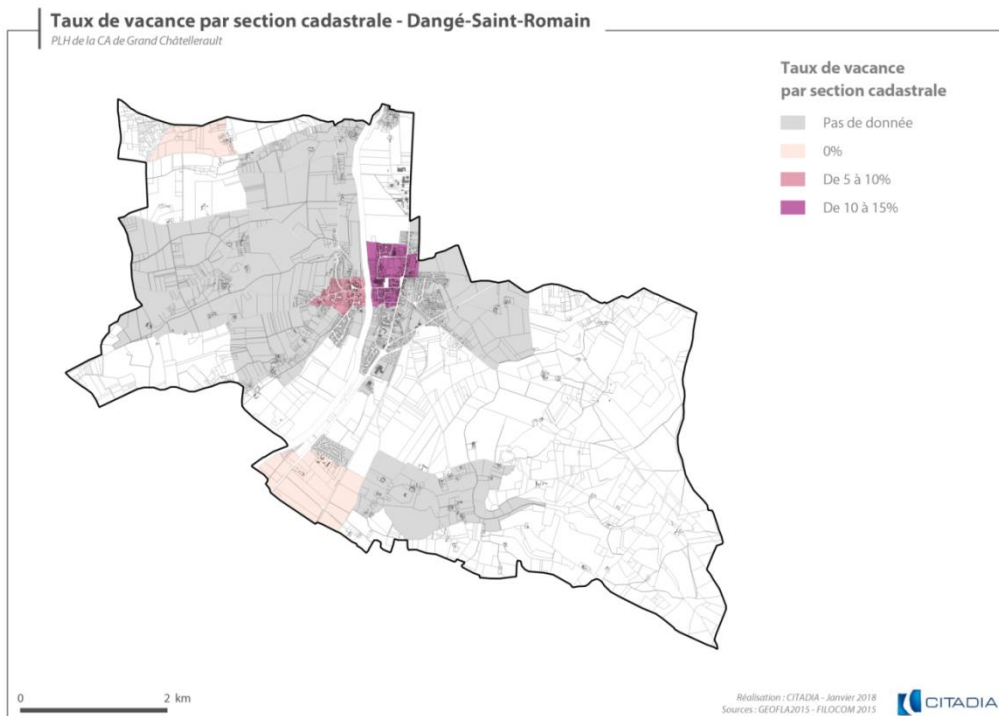 Taux de vacance par section cadastrale - Dangé-Saint-Romain
PLH de la CA de Grand Châtellerault
Taux de vacance
par section cadastrale
Pas de donnée
0%
De 5 à 10%
De 10 à 15%
0 2 km
Réalisation : CITADIA - Janvier 2018
Sources : GEOFLA2015 - FILOCOM 2015
CITADIA